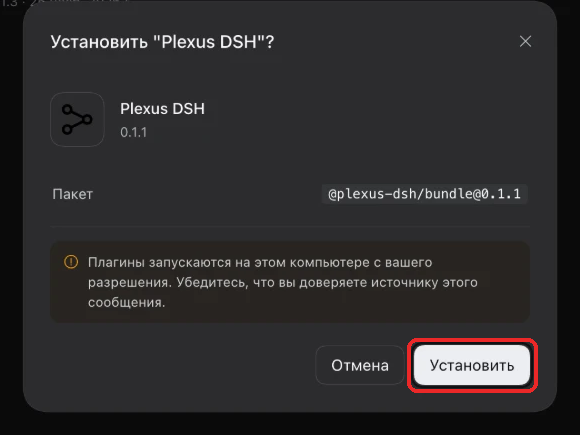 Установить "Plexus DSH"?
Plexus DSH
0.1.1
Пакет
@plexus-dsh/bundle@0.1.1
Плагины запускаются на этом компьютере с вашего
разрешения. Убедитесь, что вы доверяете источнику этого
сообщения.
Отмена
Установить